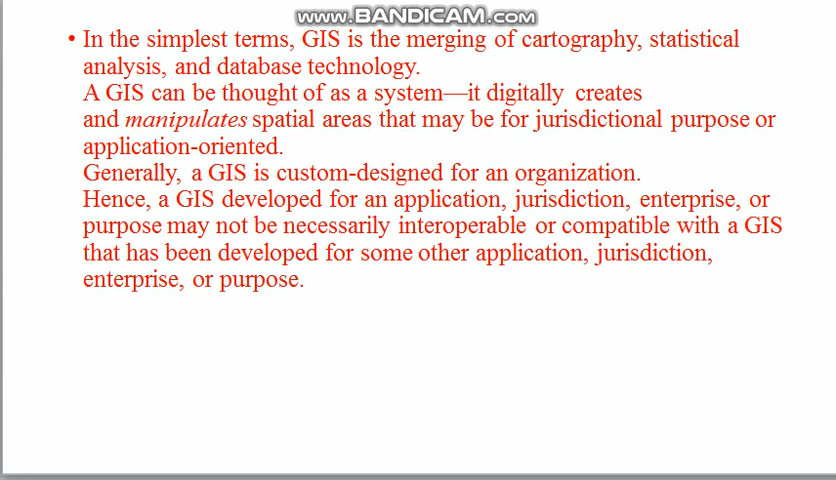 www.BANDICAM.com
• In the simplest terms, GIS is the merging of cartography, statistical
analysis, and database technology.
A GIS can be thought of as a system—it digitally creates
and manipulates spatial areas that may be for jurisdictional purpose or
application-oriented.
Generally, a GIS is custom-designed for an organization.
Hence, a GIS developed for an application, jurisdiction, enterprise, or
purpose may not be necessarily interoperable or compatible with a GIS
that has been developed for some other application, jurisdiction,
enterprise, or purpose.